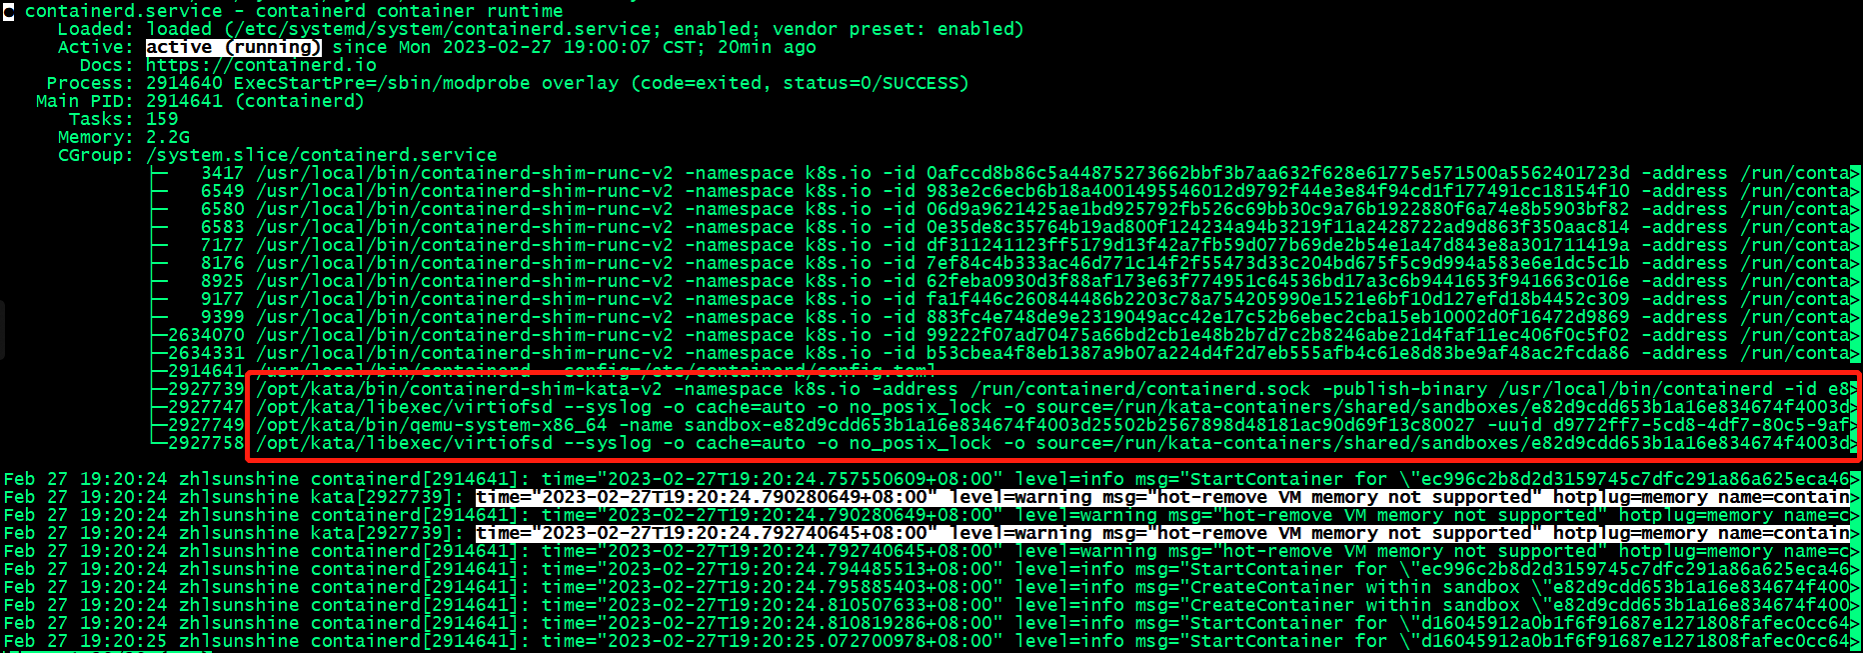 ● containerd.service - containerd container runtime
Loaded: loaded (/etc/systemd/system/containerd.service; enabled; vendor preset: enabled)
Active: active (running) since Mon 2023-02-27 19:00:07 CST; 20min ago
Docs: https://containerd.io
Process: 2914640 ExecStartPre=/sbin/modprobe overlay (code=exited, status=0/SUCCESS)
Main PID: 2914641 (containerd)
Tasks: 159
Memory: 2.2G
CGroup: /system.slice/containerd.service
├─ 3417 /usr/local/bin/containerd-shim-runc-v2 -namespace k8s.io -id 0afccd8b86c5a44875273662bbf3b7aa632f628e61775e571500a5562401723d -address /run/conta>
├─ 6549 /usr/local/bin/containerd-shim-runc-v2 -namespace k8s.io -id 983e2c6ecb6b18a4001495546012d9792f44e3e84f94cd1f177491cc18154f10 -address /run/conta>
├─ 6580 /usr/local/bin/containerd-shim-runc-v2 -namespace k8s.io -id 06d9a9621425ae1bd925792fb526c69bb30c9a76b1922880f6a74e8b5903bf82 -address /run/conta>
├─ 6583 /usr/local/bin/containerd-shim-runc-v2 -namespace k8s.io -id 0e35de8c35764b19ad800f124234a94b3219f11a2428722ad9d863f350aac814 -address /run/conta>
├─ 7177 /usr/local/bin/containerd-shim-runc-v2 -namespace k8s.io -id df311241123ff5179d13f42a7fb59d077b69de2b54e1a47d843e8a301711419a -address /run/conta>
├─ 8176 /usr/local/bin/containerd-shim-runc-v2 -namespace k8s.io -id 7ef84c4b333ac46d771c14f2f55473d33c204bd675f5c9d994a583e6e1dc5c1b -address /run/conta>
├─ 8925 /usr/local/bin/containerd-shim-runc-v2 -namespace k8s.io -id 62feba0930d3f88af173e63f774951c64536bd17a3c6b9441653f941663c016e -address /run/conta>
├─ 9177 /usr/local/bin/containerd-shim-runc-v2 -namespace k8s.io -id fa1f446c260844486b2203c78a754205990e1521e6bf10d127efd18b4452c309 -address /run/conta>
├─ 9399 /usr/local/bin/containerd-shim-runc-v2 -namespace k8s.io -id 883fc4e748de9e2319049acc42e17c52b6ebec2cba15eb10002d0f16472d9869 -address /run/conta>
├─2634070 /usr/local/bin/containerd-shim-runc-v2 -namespace k8s.io -id 99222f07ad70475a66bd2cb1e48b2b7d7c2b8246abe21d4faf11ec406f0c5f02 -address /run/conta>
├─2634331 /usr/local/bin/containerd-shim-runc-v2 -namespace k8s.io -id b53cbea4f8eb1387a9b07a224d4f2d7eb555afb4c61e8d83be9af48ac2fcda86 -address /run/conta>
├─2914641 /usr/local/bin/containerd --config=/etc/containerd/config.toml
├─2927739 /opt/kata/bin/containerd-shim-kata-v2 -namespace k8s.io -address /run/containerd/containerd.sock -publish-binary /usr/local/bin/containerd -id e8>
├─2927747 /opt/kata/libexec/virtiofsd --syslog -o cache=auto -o no_posix_lock -o source=/run/kata-containers/shared/sandboxes/e82d9cdd653b1a16e834674f4003d>
├─2927749 /opt/kata/bin/qemu-system-x86_64 -name sandbox-e82d9cdd653b1a16e834674f4003d25502b2567898d48181ac90d69f13c80027 -uuid d9772ff7-5cd8-4df7-80c5-9af>
└─2927758 /opt/kata/libexec/virtiofsd --syslog -o cache=auto -o no_posix_lock -o source=/run/kata-containers/shared/sandboxes/e82d9cdd653b1a16e834674f4003d>
Feb 27 19:20:24 zhlsunshine containerd[2914641]: time="2023-02-27T19:20:24.757550609+08:00" level=info msg="StartContainer for \"ec996c2b8d2d3159745c7dfc291a86a625eca46>
Feb 27 19:20:24 zhlsunshine kata[2927739]: time="2023-02-27T19:20:24.790280649+08:00" level=warning msg="hot-remove VM memory not supported" hotplug=memory name=contain>
Feb 27 19:20:24 zhlsunshine containerd[2914641]: time="2023-02-27T19:20:24.790280649+08:00" level=warning msg="hot-remove VM memory not supported" hotplug=memory name=c>
Feb 27 19:20:24 zhlsunshine kata[2927739]: time="2023-02-27T19:20:24.792740645+08:00" level=warning msg="hot-remove VM memory not supported" hotplug=memory name=contain>
Feb 27 19:20:24 zhlsunshine containerd[2914641]: time="2023-02-27T19:20:24.792740645+08:00" level=warning msg="hot-remove VM memory not supported" hotplug=memory name=c>
Feb 27 19:20:24 zhlsunshine containerd[2914641]: time="2023-02-27T19:20:24.794485513+08:00" level=info msg="StartContainer for \"ec996c2b8d2d3159745c7dfc291a86a625eca46>
Feb 27 19:20:24 zhlsunshine containerd[2914641]: time="2023-02-27T19:20:24.795885403+08:00" level=info msg="CreateContainer within sandbox \"e82d9cdd653b1a16e834674f400>
Feb 27 19:20:24 zhlsunshine containerd[2914641]: time="2023-02-27T19:20:24.810507633+08:00" level=info msg="CreateContainer within sandbox \"e82d9cdd653b1a16e834674f400>
Feb 27 19:20:24 zhlsunshine containerd[2914641]: time="2023-02-27T19:20:24.810819286+08:00" level=info msg="StartContainer for \"d16045912a0b1f6f91687e1271808fafec0cc64>
Feb 27 19:20:25 zhlsunshine containerd[2914641]: time="2023-02-27T19:20:25.072700978+08:00" level=info msg="StartContainer for \"d16045912a0b1f6f91687e1271808fafec0cc64>